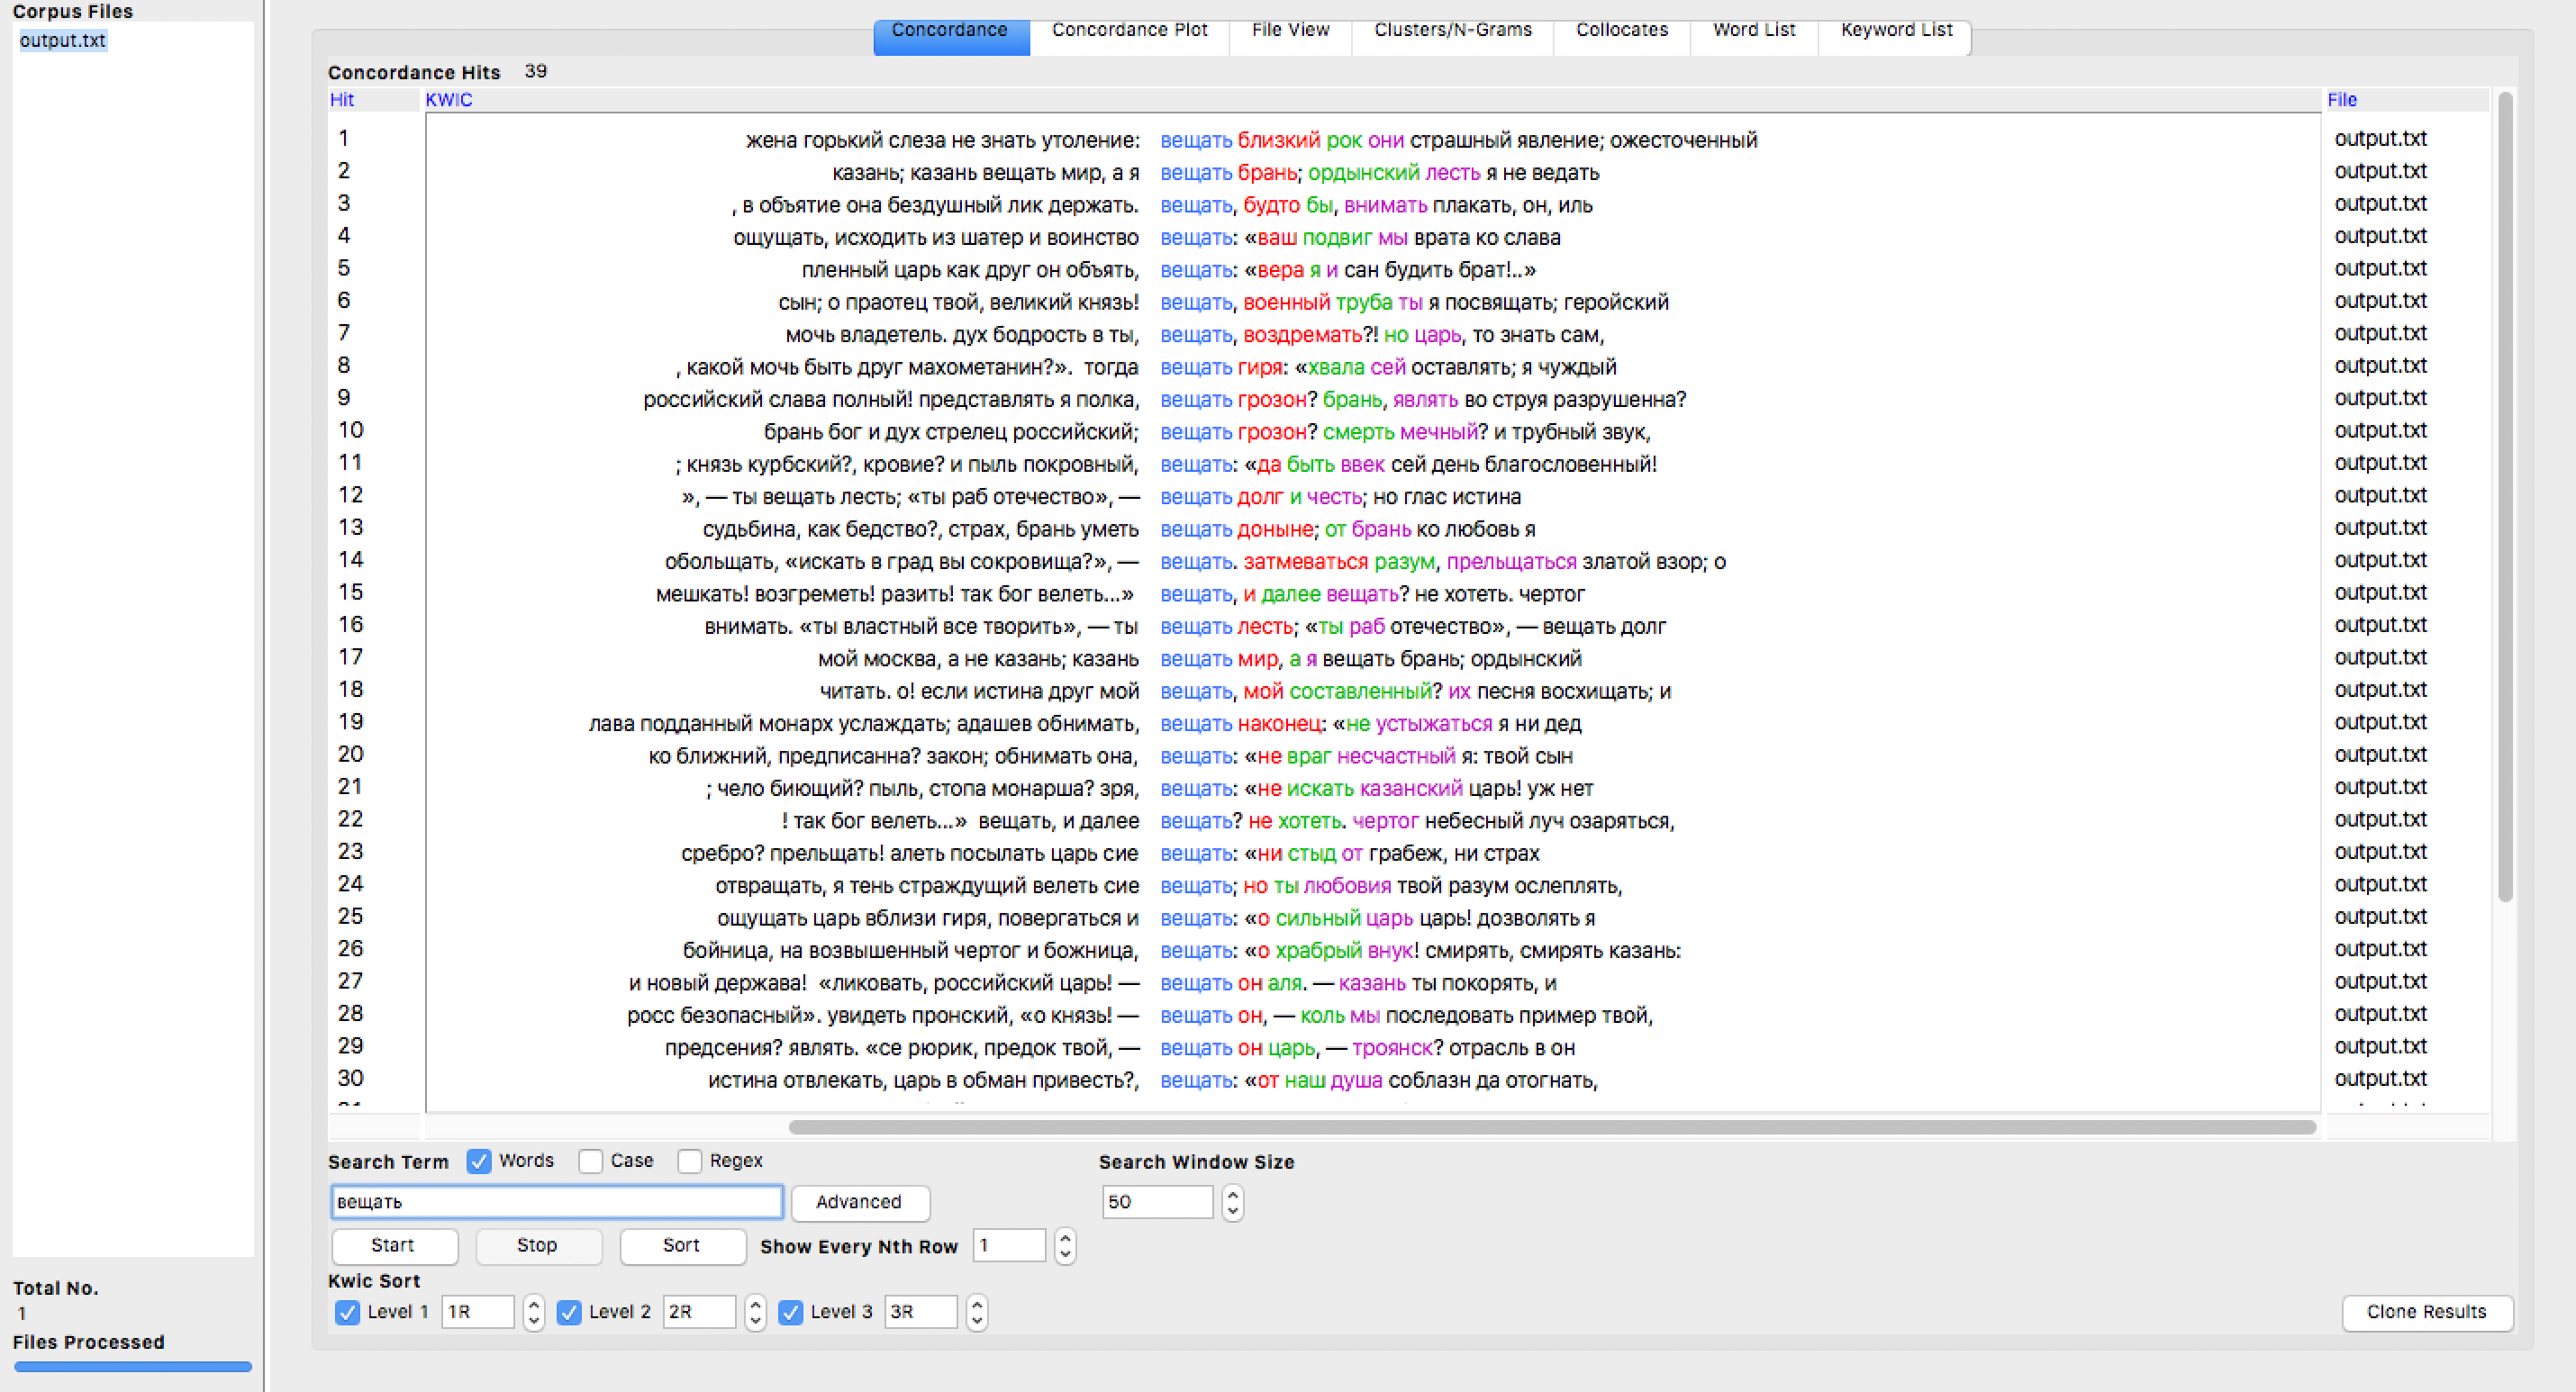 Corpus Files
output.txt
Concordance Concordance Plot File View Clusters/N-Grams Collocates Word List Keyword List
Concordance Hits 39
Hit KWIC File
1 жена горький слеза не знать утоление: вещать близкий рок они страшный явление; ожесточенный output.txt
2 казань; казань вещать мир, а я вещать брань; ордынский лесть я не ведать output.txt
3 , в объятие она бездушный лик держать. вещать, будто бы, внимать плакать, он, иль output.txt
4 ощущать, исходить из шатер и воинство вещать: «ваш подвиг мы врата ко слава output.txt
5 пленный царь как друг он объять, вещать: «вера я и сан будить брат!..» output.txt
6 сын; о праотец твой, великий князь! вещать, военный труба ты я посвящать; геройский output.txt
7 мочь владетель. дух бодрость в ты, вещать, воздремать?! но царь, то знать сам, output.txt
8 , какой мочь быть друг махометанин?». тогда вещать гиря: «хвала сей оставлять; я чуждый output.txt
9 российский слава полный! представлять я полка, вещать грозон? брань, являть во струя разрушенна? output.txt
10 брань бог и дух стрелец российский; вещать грозон? смерть мечный? и трубный звук, output.txt
11 ; князь курбский?, кровие? и пыль покровный, вещать: «да быть ввек сей день благословенный! output.txt
12 », — ты вещать лесть; «ты раб отечество», — вещать долг и честь; но глас истина output.txt
13 судьбина, как бедство?, страх, брань уметь вещать доныне; от брань ко любовь я output.txt
14 обольщать, «искать в град вы сокровища?», — вещать. затмеваться разум, прельщаться златой взор; о output.txt
15 мешкать! возгреметь! разить! так бог велеть...» вещать, и далее вещать? не хотеть. чертог output.txt
16 внимать. «ты властный все творить», — ты вещать лесть; «ты раб отечество», — вещать долг output.txt
17 мой москва, а не казань; казань вещать мир, а я вещать брань; ордынский output.txt
18 читать. о! если истина друг мой вещать, мой составленный? их песня восхищать; и output.txt
19 лава подданный монарх услаждать; адашев обнимать, вещать наконец: «не устыжаться я ни дед output.txt
20 ко ближний, предписанна? закон; обнимать она, вещать: «не враг несчастный я: твой сын output.txt
21 ; чело биющий? пыль, стопа монарша? зря, вещать: «не искать казанский царь! уж нет output.txt
22 ! так бог велеть...» вещать, и далее вещать? не хотеть. чертог небесный луч озаряться, output.txt
23 сребро? прельщать! алеть посылать царь сие вещать: «ни стыд от грабеж, ни страх output.txt
24 отвращать, я тень страждущий велеть сие вещать; но ты любовия твой разум ослеплять, output.txt
25 ощущать царь вблизи гиря, повергаться и вещать: «о сильный царь царь! дозволять я output.txt
26 бойница, на возвышенный чертог и божница, вещать: «о храбрый внук! смирять, смирять казань: output.txt
27 и новый держава! «ликовать, российский царь! — вещать он аля. — казань ты покорять, и output.txt
28 росс безопасный». увидеть пронский, «о князь! — вещать он, — коль мы последовать пример твой, output.txt
29 предсения? являть. «се рюрик, предок твой, — вещать он царь, — троянск? отрасль в он output.txt
30 истина отвлекать, царь в обман привесть?, вещать: «от наш душа соблазн да отогнать, output.txt
Search Term Words Case Regex Search Window Size
вещать Advanced 50
Start Stop Sort Show Every Nth Row 1
Kwic Sort
Level 1 1R Level 2 2R Level 3 3R Clone Results
Total No.
1
Files Processed